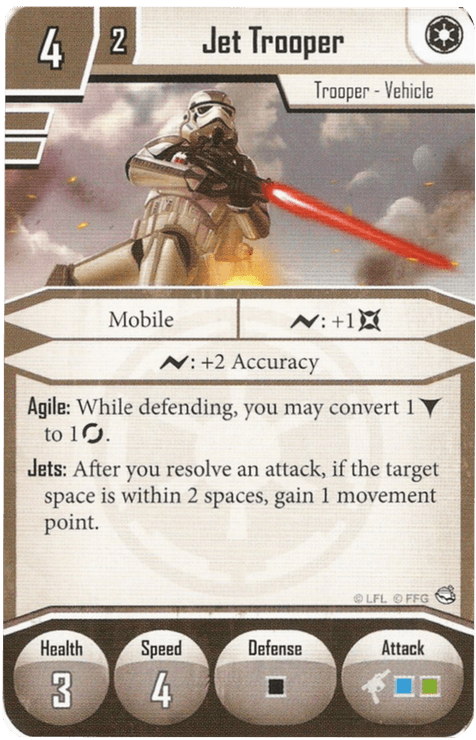 4
2
Jet Trooper
Trooper - Vehicle
Mobile
: +1
: +2 Accuracy
Agile: While defending, you may convert 1
to 1 .
Jets: After you resolve an attack, if the target
space is within 2 spaces, gain 1 movement
point.
© LFL © FFG
Health
3
Speed
4
Defense
Attack